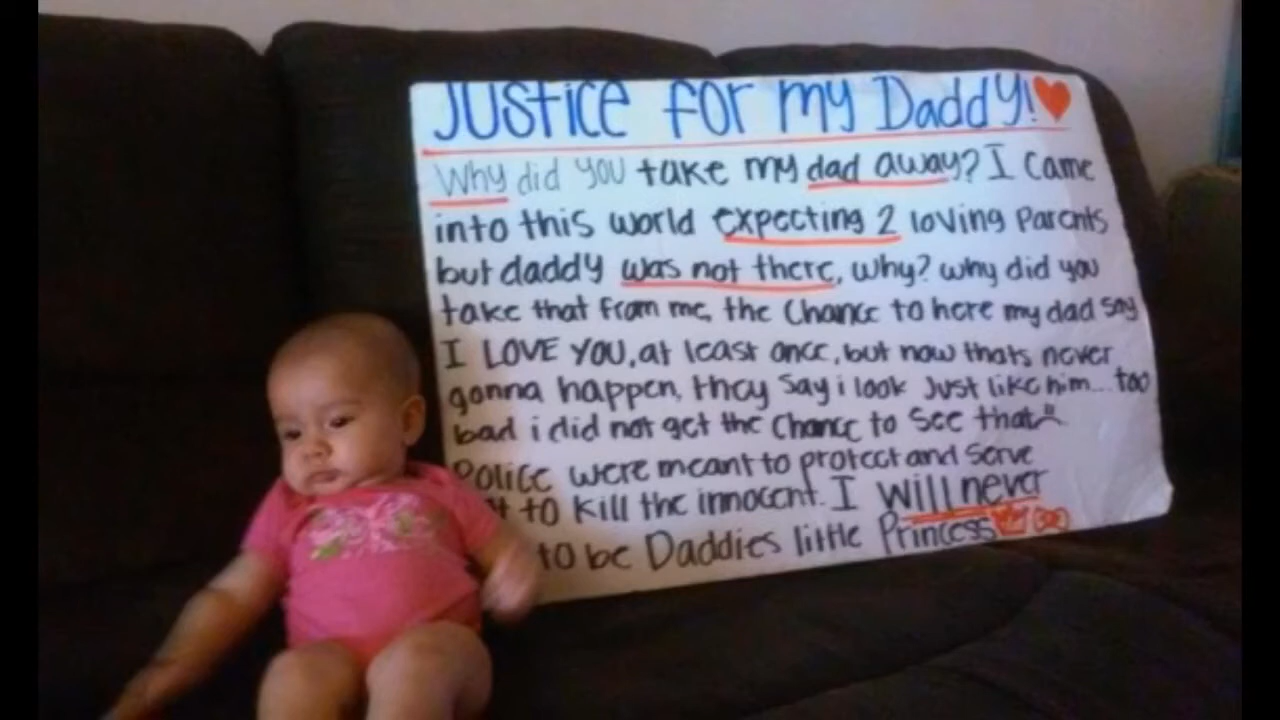 JUSTICE for my Daddy!
Why did you take my dad away? I came
into this world expecting 2 loving parents
but daddy was not there, why? why did you
take that from me, the chance to here my dad say
I LOVE YOU, at least once, but now thats never
gonna happen, they say i look just like him... too
bad i did not get the chance to see that
Police were meant to protect and serve
to kill the innocent. I will never
to be Daddies little Princess